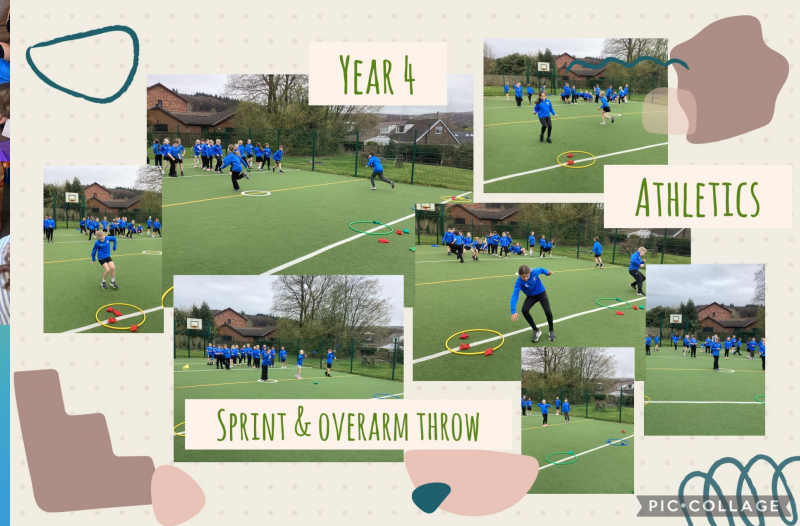 YEAR 4
ATHLETICS
SPRINT & OVERARM THROW
PIC•COLLAGE